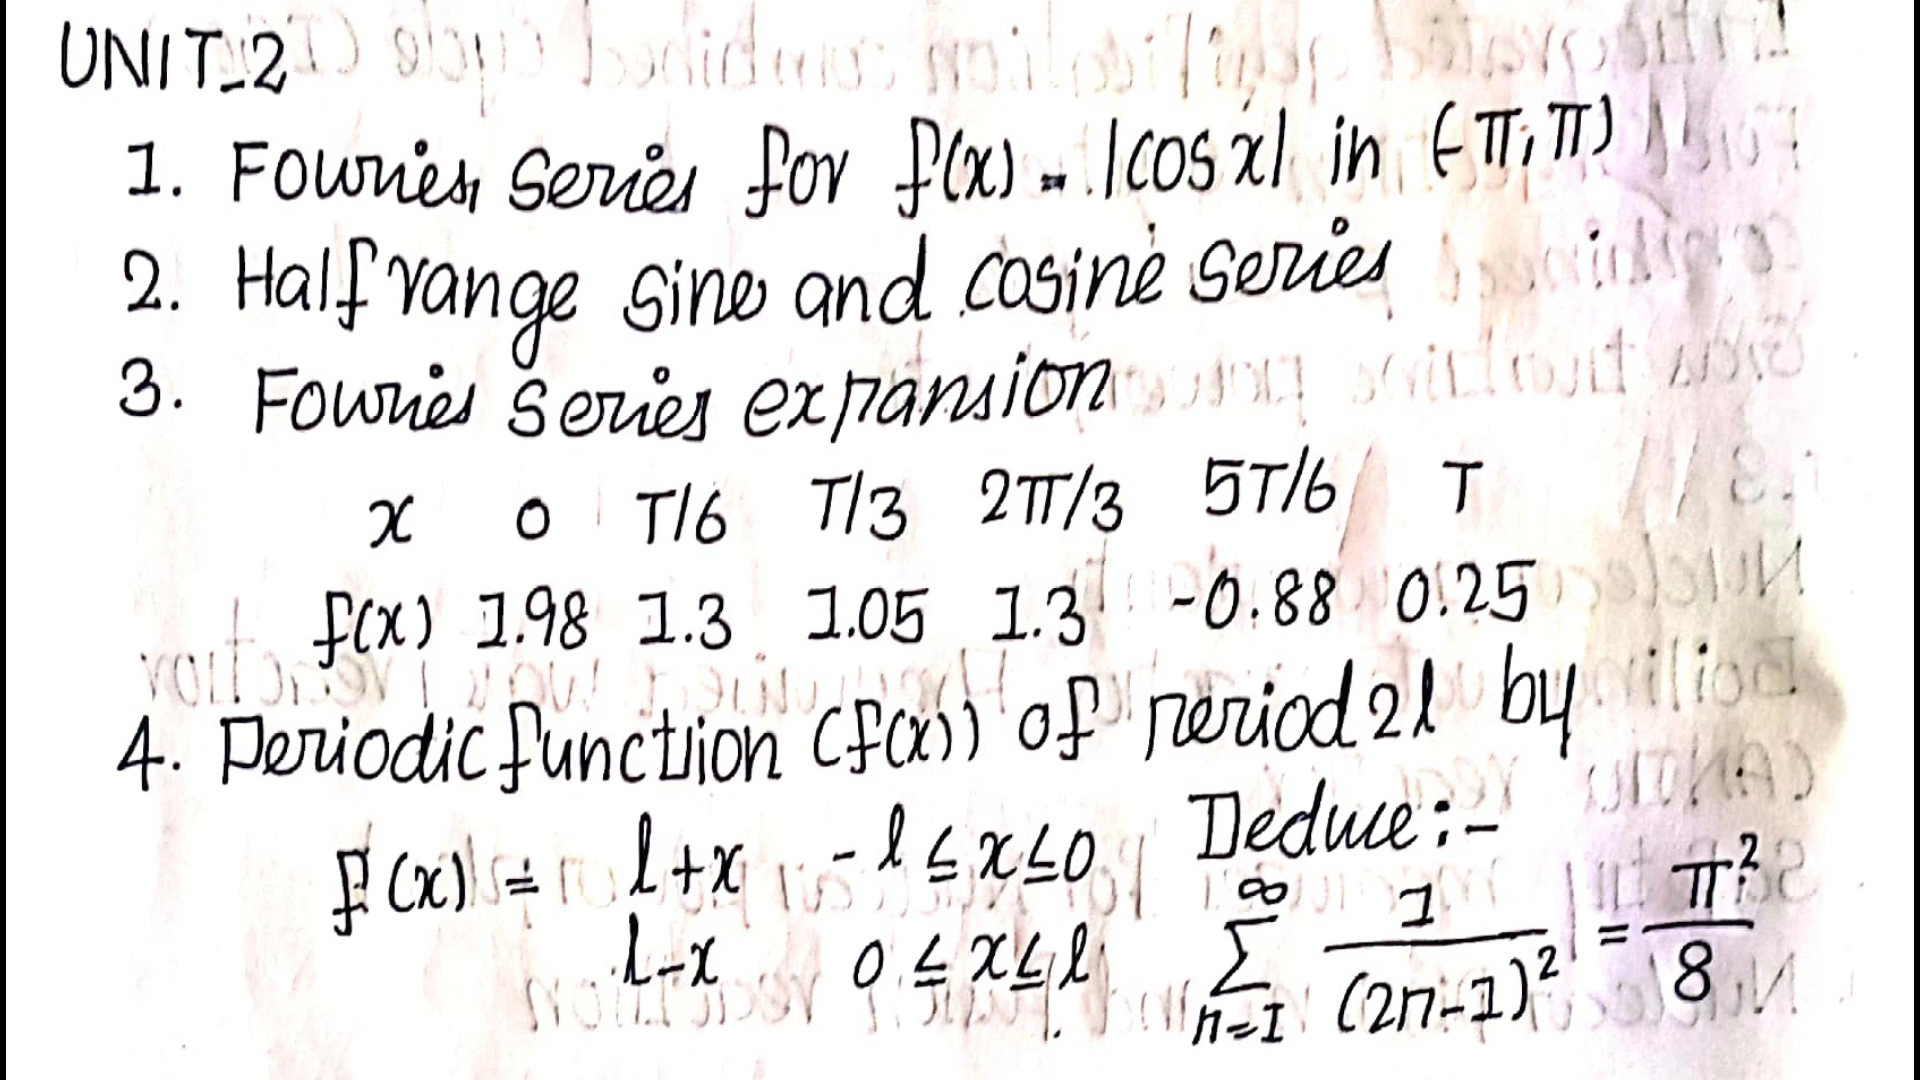 UNIT-2
1. Fourier Series for f(x) = |cos x| in (-π, π)
2. Half range sine and cosine series
3. Fourier series expansion
x 0 T/6 T/3 2π/3 5T/6 T
f(x) 1.98 1.3 1.05 1.3 -0.88 0.25
4. Periodic function (f(x)) of period 2l by
f(x) = l+x -l ≤ x ≤ 0 Deduce:-
l-x 0 ≤ x ≤ l ∞ Σ n=1 1/(2n-1)² = π²/8